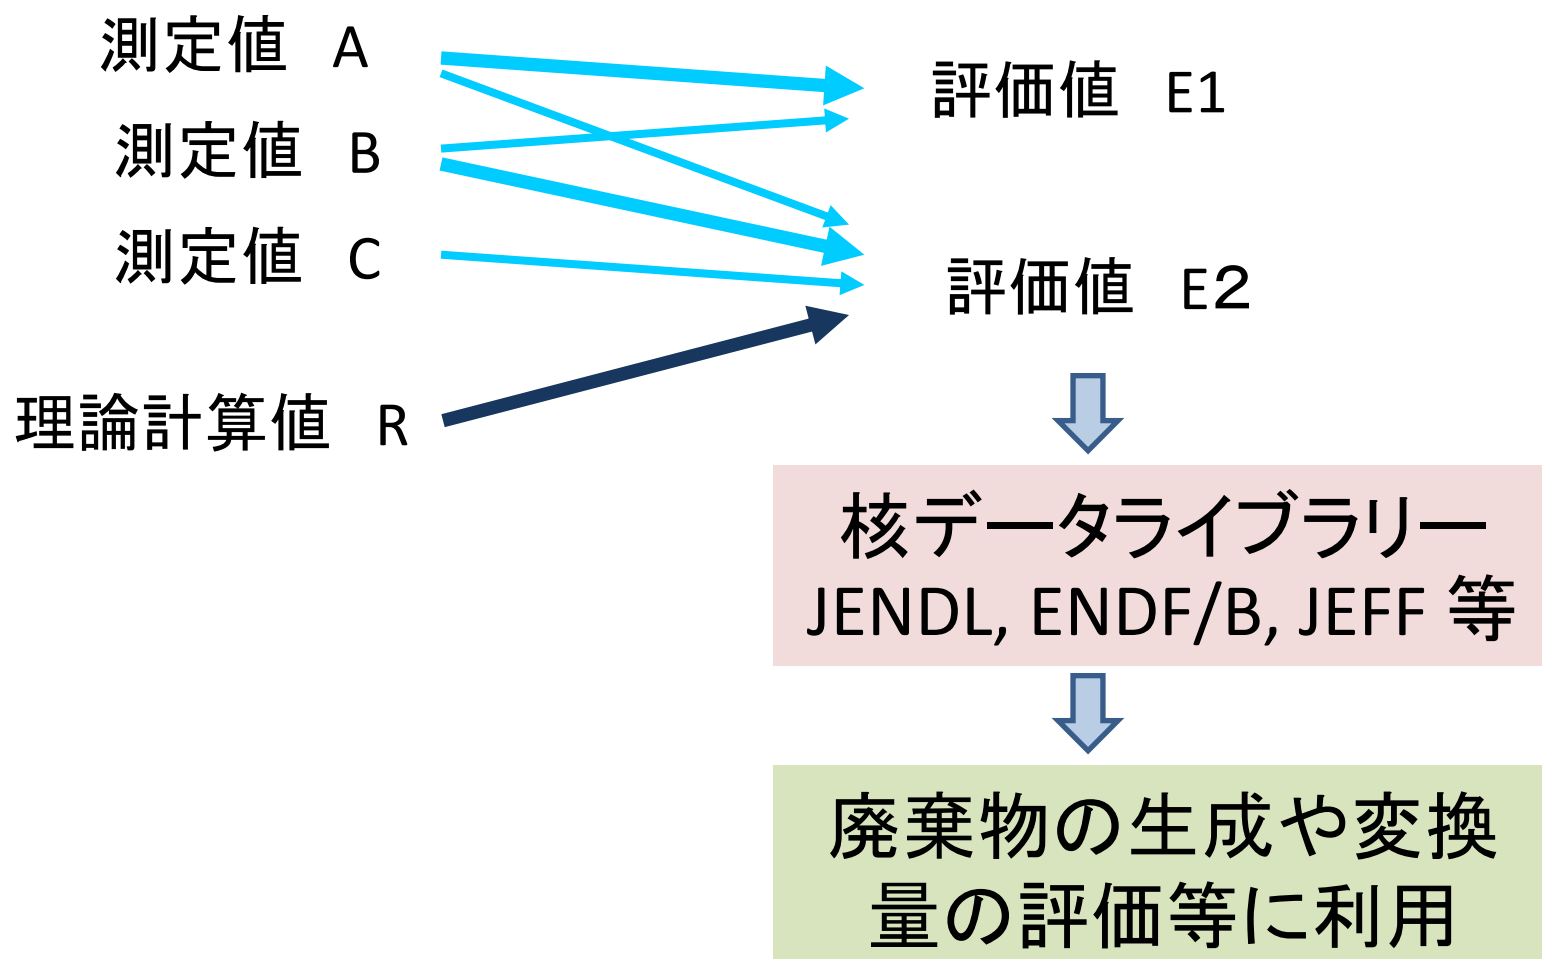 測定値 A
測定値 B
測定値 C
理論計算値 R
評価値 E1
評価値 E２
核データライブラリー
JENDL, ENDF/B, JEFF 等
廃棄物の生成や変換
量の評価等に利用